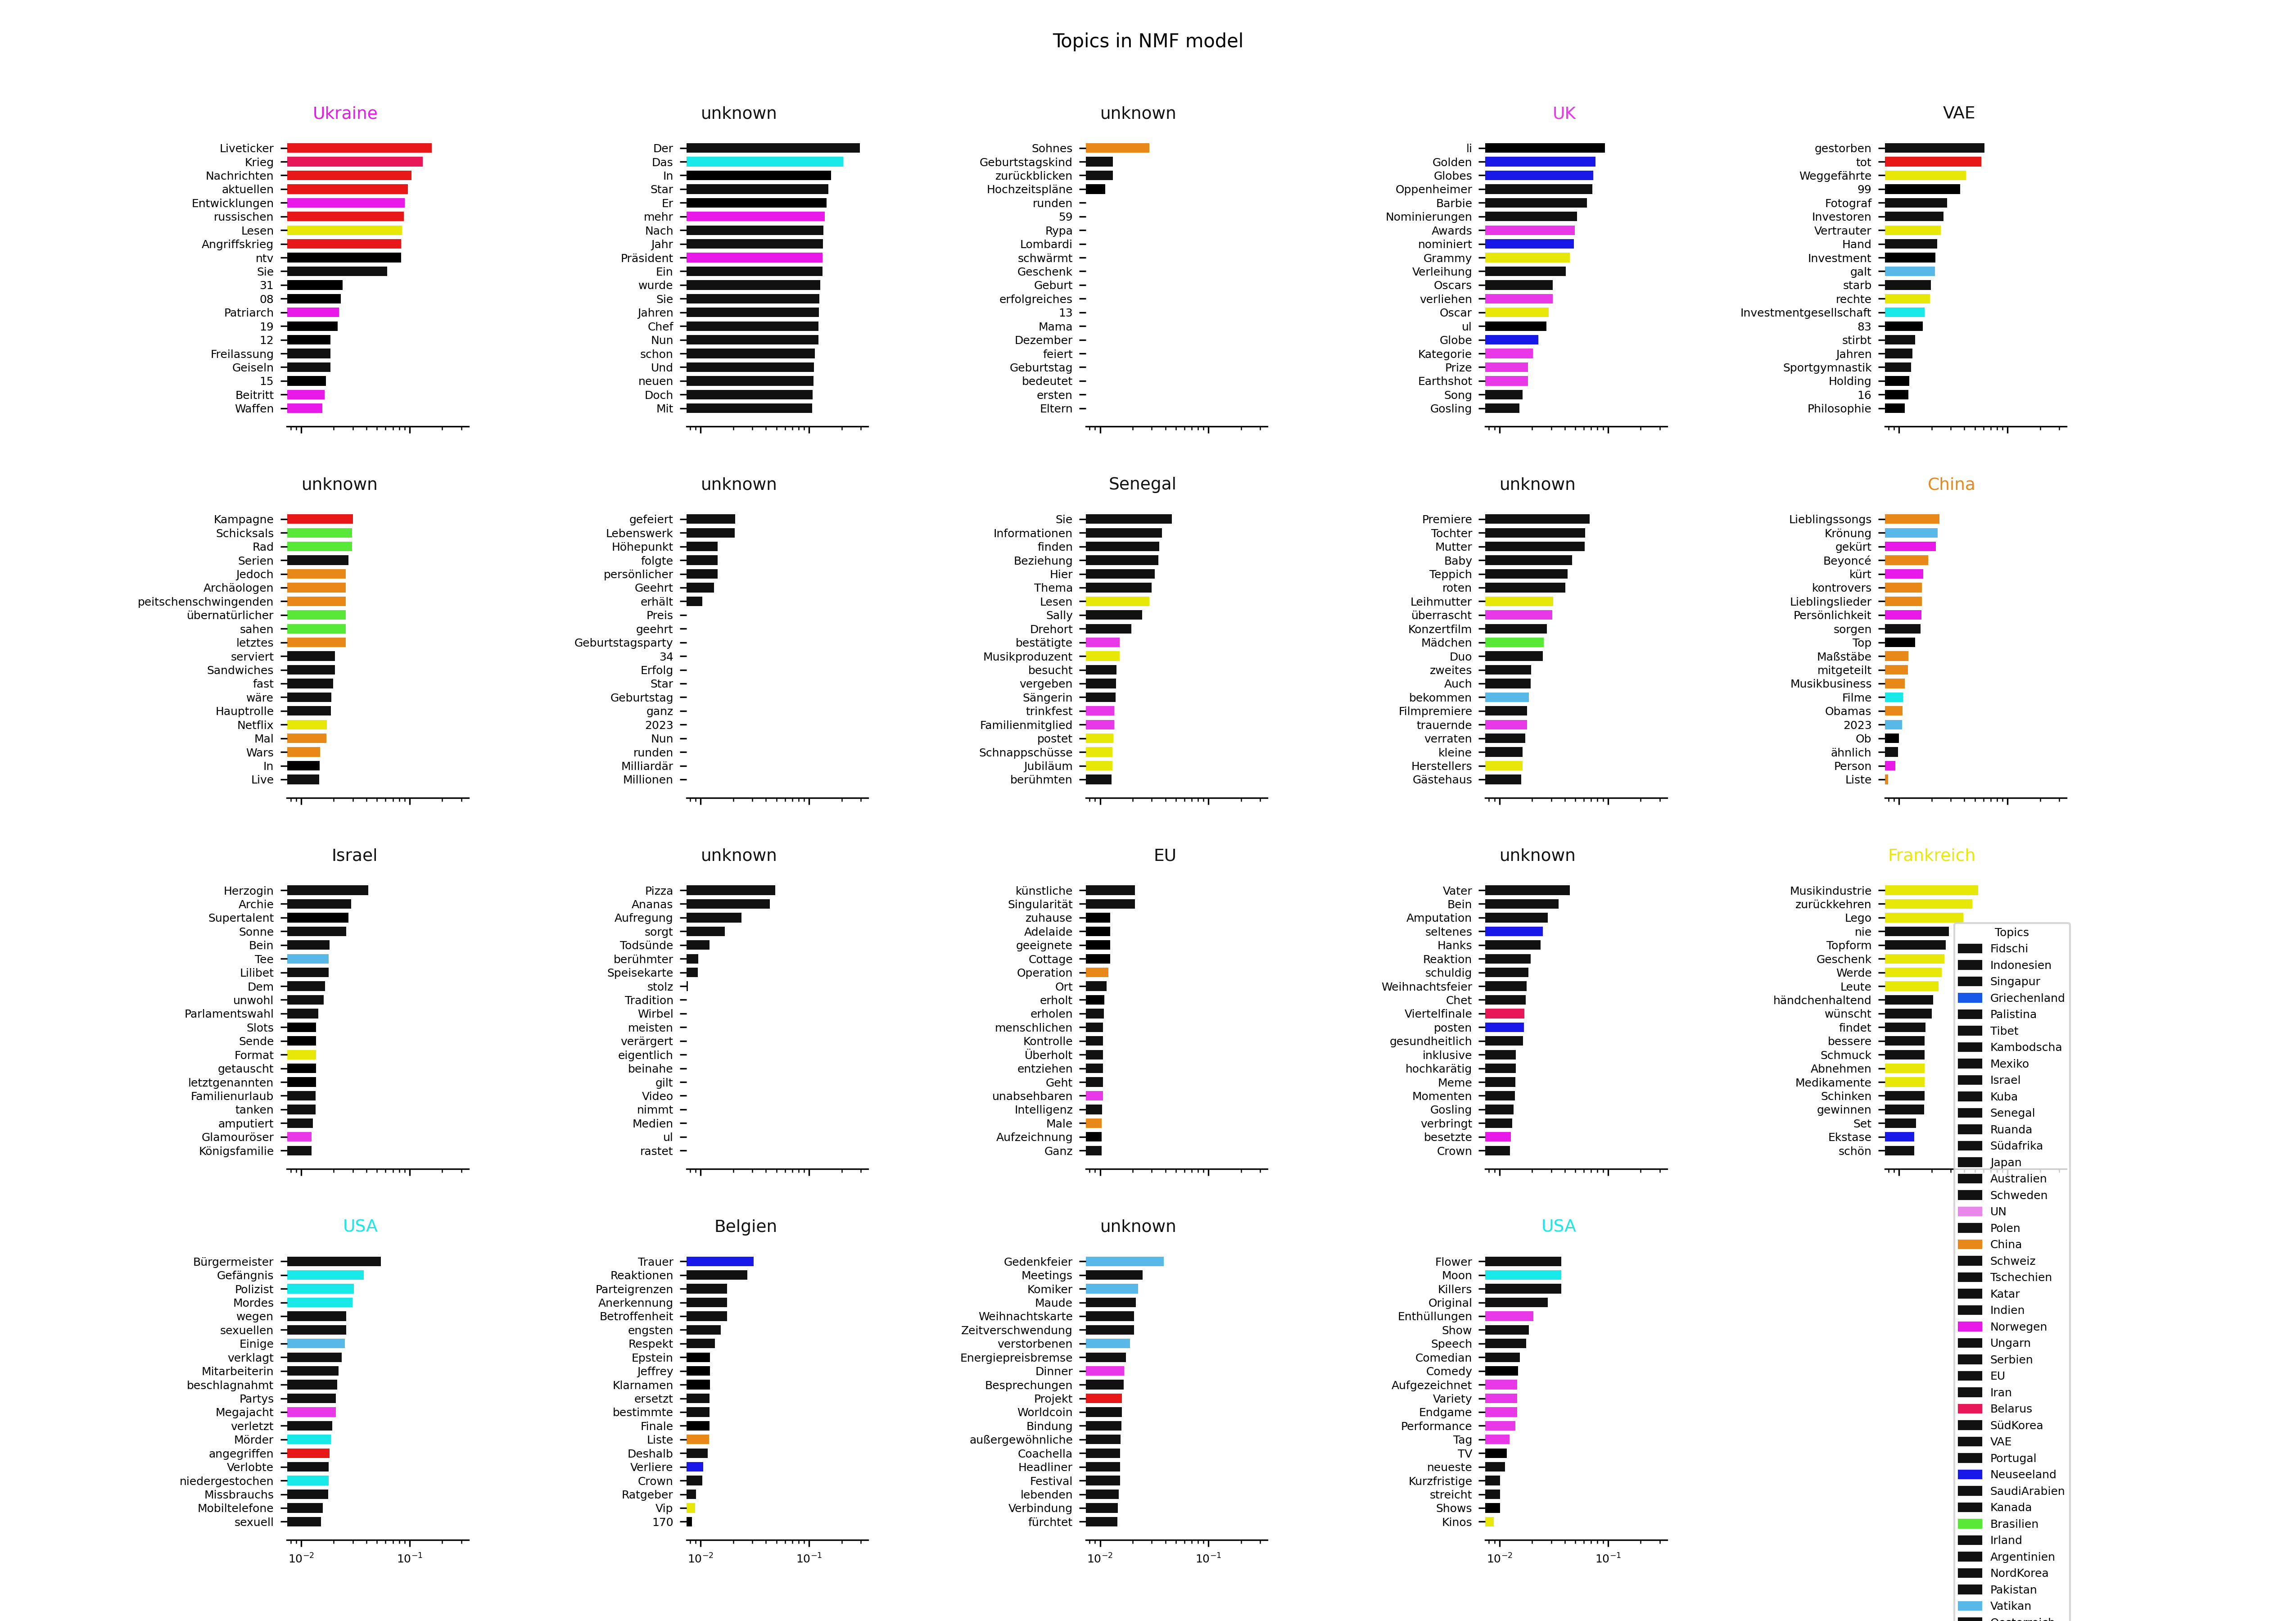 Topics in NMF model
Ukraine
Liveticker
Krieg
Nachrichten
aktuellen
Entwicklungen
russischen
Lesen
Angriffskrieg
ntv
Sie
31
08
Patriarch
19
12
Freilassung
Geiseln
15
Beitritt
Waffen
unknown
Der
Das
In
Star
Er
mehr
Nach
Jahr
Präsident
Ein
wurde
Sie
Jahren
Chef
Nun
schon
Und
neuen
Doch
Mit
unknown
Sohnes
Geburtstagskind
zurückblicken
Hochzeitspläne
runden
59
Rypa
Lombardi
schwärmt
Geschenk
Geburt
erfolgreiches
13
Mama
Dezember
feiert
Geburtstag
bedeutet
ersten
Eltern
UK
li
Golden
Globes
Oppenheimer
Barbie
Nominierungen
Awards
nominiert
Grammy
Verleihung
Oscars
verliehen
Oscar
ul
Globe
Kategorie
Prize
Earthshot
Song
Gosling
VAE
gestorben
tot
Weggefährte
99
Fotograf
Investoren
Vertrauter
Hand
Investment
galt
starb
rechte
Investmentgesellschaft
83
stirbt
Jahren
Sportgymnastik
Holding
16
Philosophie
unknown
Kampagne
Schicksals
Rad
Serien
Jedoch
Archäologen
peitschenschwingenden
übernatürlicher
sahen
letztes
serviert
Sandwiches
fast
wäre
Hauptrolle
Netflix
Mal
Wars
In
Live
unknown
gefeiert
Lebenswerk
Höhepunkt
folgte
persönlicher
Geehrt
erhält
Preis
geehrt
Geburtstagsparty
34
Erfolg
Star
Geburtstag
ganz
2023
Nun
runden
Milliardär
Millionen
Senegal
Sie
Informationen
finden
Beziehung
Hier
Thema
Lesen
Sally
Drehort
bestätigte
Musikproduzent
besucht
vergeben
Sängerin
trinkfest
Familienmitglied
postet
Schnappschüsse
Jubiläum
berühmten
unknown
Premiere
Tochter
Mutter
Baby
Teppich
roten
Leihmutter
überrascht
Konzertfilm
Mädchen
Duo
zweites
Auch
bekommen
Filmpremiere
trauernde
verraten
kleine
Herstellers
Gästehaus
China
Lieblingssongs
Krönung
gekürt
Beyoncé
kürt
kontrovers
Lieblingslieder
Persönlichkeit
sorgen
Top
Maßstäbe
mitgeteilt
Musikbusiness
Filme
Obamas
2023
Ob
ähnlich
Person
Liste
Israel
Herzogin
Archie
Supertalent
Sonne
Bein
Tee
Lilibet
Dem
unwohl
Parlamentswahl
Slots
Sende
Format
getauscht
letztgenannten
Familienurlaub
tanken
amputiert
Glamouröser
Königsfamilie
unknown
Pizza
Ananas
Aufregung
sorgt
Todsünde
berühmter
Speisekarte
stolz
Tradition
Wirbel
meisten
verärgert
eigentlich
beinahe
gilt
Video
nimmt
Medien
ul
rastet
EU
künstliche
Singularität
zuhause
Adelaide
geeignete
Cottage
Operation
Ort
erholt
erholen
menschlichen
Kontrolle
Überholt
entziehen
Geht
unabsehbaren
Intelligenz
Male
Aufzeichnung
Ganz
unknown
Vater
Bein
Amputation
seltenes
Hanks
Reaktion
schuldig
Weihnachtsfeier
Chet
Viertelfinale
posten
gesundheitlich
inklusive
hochkarätig
Meme
Momenten
Gosling
verbringt
besetzte
Crown
Frankreich
Musikindustrie
zurückkehren
Lego
nie
Topform
Geschenk
Werde
Leute
händchenhaltend
wünscht
findet
bessere
Schmuck
Abnehmen
Medikamente
Schinken
gewinnen
Set
Ekstase
schön
USA
Bürgermeister
Gefängnis
Polizist
Mordes
wegen
sexuellen
Einige
verklagt
Mitarbeiterin
beschlagnahmt
Partys
Megajacht
verletzt
Mörder
angegriffen
Verlobte
niedergestochen
Missbrauchs
Mobiltelefone
sexuell
10⁻² 10⁻¹
Belgien
Trauer
Reaktionen
Parteigrenzen
Anerkennung
Betroffenheit
engsten
Respekt
Epstein
Jeffrey
Klarnamen
ersetzt
bestimmte
Finale
Liste
Deshalb
Verliere
Crown
Ratgeber
Vip
170
10⁻² 10⁻¹
unknown
Gedenkfeier
Meetings
Komiker
Maude
Weihnachtskarte
Zeitverschwendung
verstorbenen
Energiepreisbremse
Dinner
Besprechungen
Projekt
Worldcoin
Bindung
außergewöhnliche
Coachella
Headliner
Festival
lebenden
Verbindung
fürchtet
10⁻² 10⁻¹
USA
Flower
Moon
Killers
Original
Enthüllungen
Show
Speech
Comedian
Comedy
Aufgezeichnet
Variety
Endgame
Performance
Tag
TV
neueste
Kurzfristige
streicht
Shows
Kinos
10⁻² 10⁻¹
Topics
Fidschi
Indonesien
Singapur
Griechenland
Palistina
Tibet
Kambodscha
Mexiko
Israel
Kuba
Senegal
Ruanda
Südafrika
Japan
Australien
Schweden
UN
Polen
China
Schweiz
Tschechien
Katar
Indien
Norwegen
Ungarn
Serbien
EU
Iran
Belarus
SüdKorea
VAE
Portugal
Neuseeland
SaudiArabien
Kanada
Brasilien
Irland
Argentinien
NordKorea
Pakistan
Vatikan